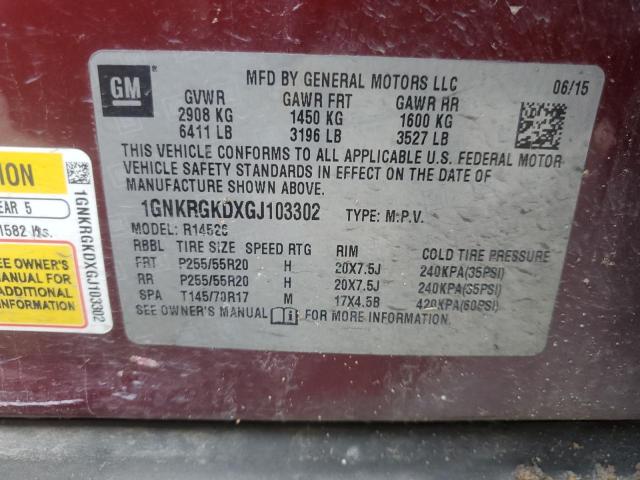 GM
MFD BY GENERAL MOTORS LLC
06/15
GVWR GAWR FRT GAWR RR
2908 KG 1450 KG 1600 KG
6411 LB 3196 LB 3527 LB
THIS VEHICLE CONFORMS TO ALL APPLICABLE U.S. FEDERAL MOTOR
VEHICLE SAFETY STANDARDS IN EFFECT ON THE DATE OF
MANUFACTURE SHOWN ABOVE.
1GNKRGKDXGJ103302 TYPE: M.P.V.
MODEL: R14526
RBBL TIRE SIZE SPEED RTG RIM COLD TIRE PRESSURE
FRT P255/55R20 H 20X7.5J 240KPA(35PSI)
RR P255/55R20 H 20X7.5J 240KPA(35PSI)
SPA T145/70R17 M 17X4.5B 420KPA(60PSI)
SEE OWNER'S MANUAL FOR MORE INFORMATION.
ION
EAR 5
1582 lbs.
EE OWNER'S
MANUAL FOR
ADDITIONAL
FORMATION
1GNKRGKDXGJ103302